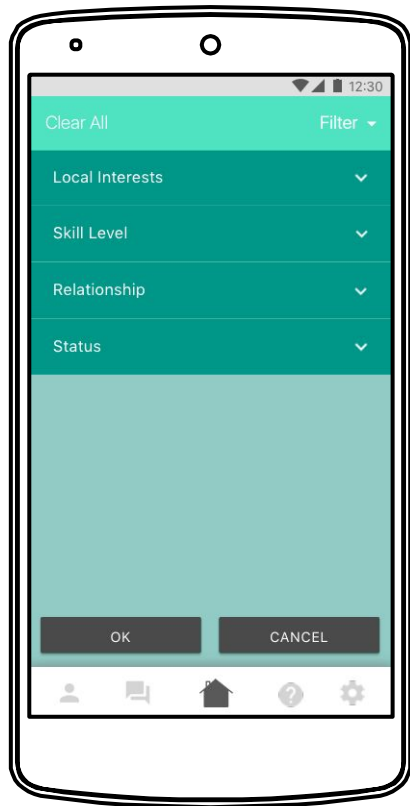 12:30
Clear All Filter
Local Interests
Skill Level
Relationship
Status
OK CANCEL